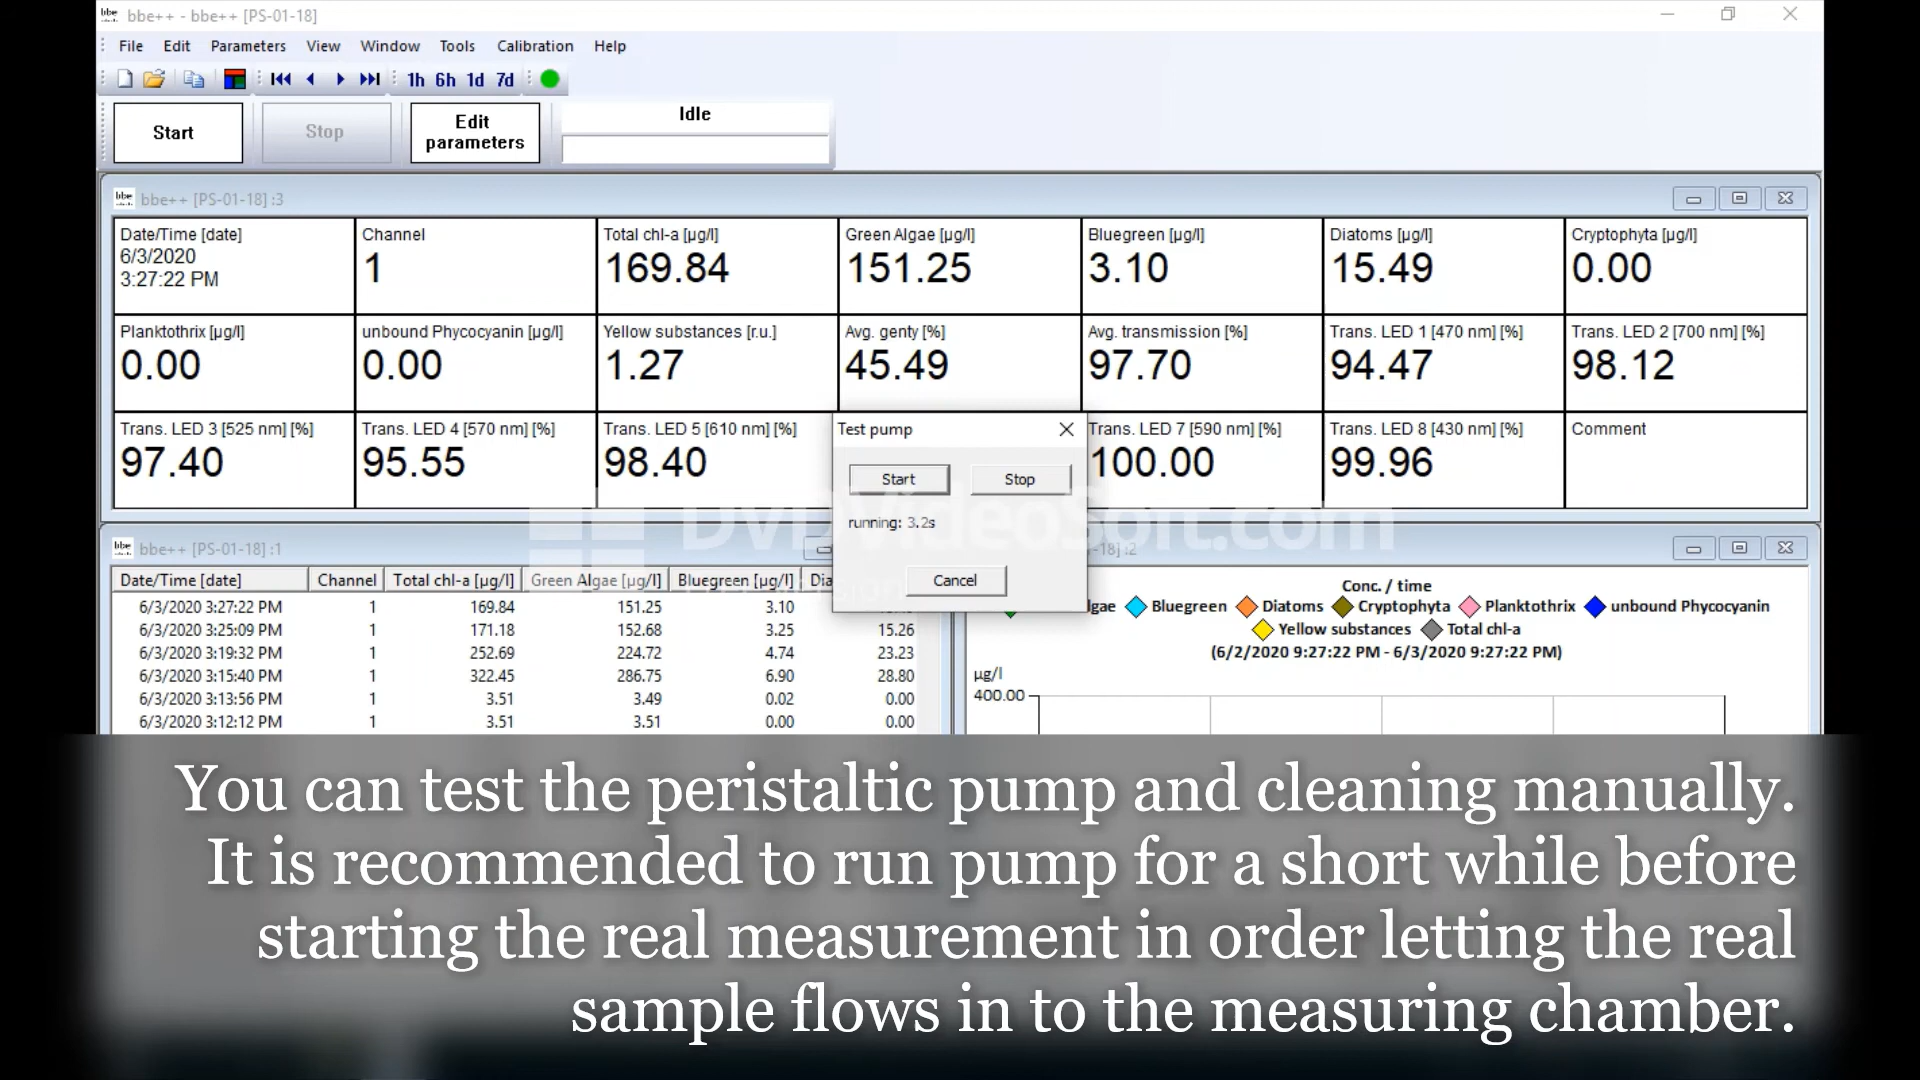 bbe++ - bbe++ [PS-01-18]
File Edit Parameters View Window Tools Calibration Help
1h 6h 1d 7d
Start Stop Edit parameters Idle
bbe++ [PS-01-18] :3
Date/Time [date] Channel Total chl-a [µg/l] Green Algae [µg/l] Bluegreen [µg/l] Diatoms [µg/l] Cryptophyta [µg/l]
6/3/2020 3:27:22 PM 1 169.84 151.25 3.10 15.49 0.00
Planktothrix [µg/l] unbound Phycocyanin [µg/l] Yellow substances [r.u.] Avg. genty [%] Avg. transmission [%] Trans. LED 1 [470 nm] [%] Trans. LED 2 [700 nm] [%]
0.00 0.00 1.27 45.49 97.70 94.47 98.12
Trans. LED 3 [525 nm] [%] Trans. LED 4 [570 nm] [%] Trans. LED 5 [610 nm] [%] Trans. LED 7 [590 nm] [%] Trans. LED 8 [430 nm] [%] Comment
97.40 95.55 98.40 100.00 99.96
Test pump
Start Stop
running: 3.2s
Cancel
DVDVideoSoft.com
bbe++ [PS-01-18] :1
Date/Time [date] Channel Total chl-a [µg/l] Green Algae [µg/l] Bluegreen [µg/l] Dia
6/3/2020 3:27:22 PM 1 169.84 151.25 3.10
6/3/2020 3:25:09 PM 1 171.18 152.68 3.25 15.26
6/3/2020 3:19:32 PM 1 252.69 224.72 4.74 23.23
6/3/2020 3:15:40 PM 1 322.45 286.75 6.90 28.80
6/3/2020 3:13:56 PM 1 3.51 3.49 0.02 0.00
6/3/2020 3:12:12 PM 1 3.51 3.51 0.00 0.00
-18] :2
Conc. / time
lgae Bluegreen Diatoms Cryptophyta Planktothrix unbound Phycocyanin
Yellow substances Total chl-a
(6/2/2020 9:27:22 PM - 6/3/2020 9:27:22 PM)
µg/l
400.00
You can test the peristaltic pump and cleaning manually.
It is recommended to run pump for a short while before
starting the real measurement in order letting the real
sample flows in to the measuring chamber.